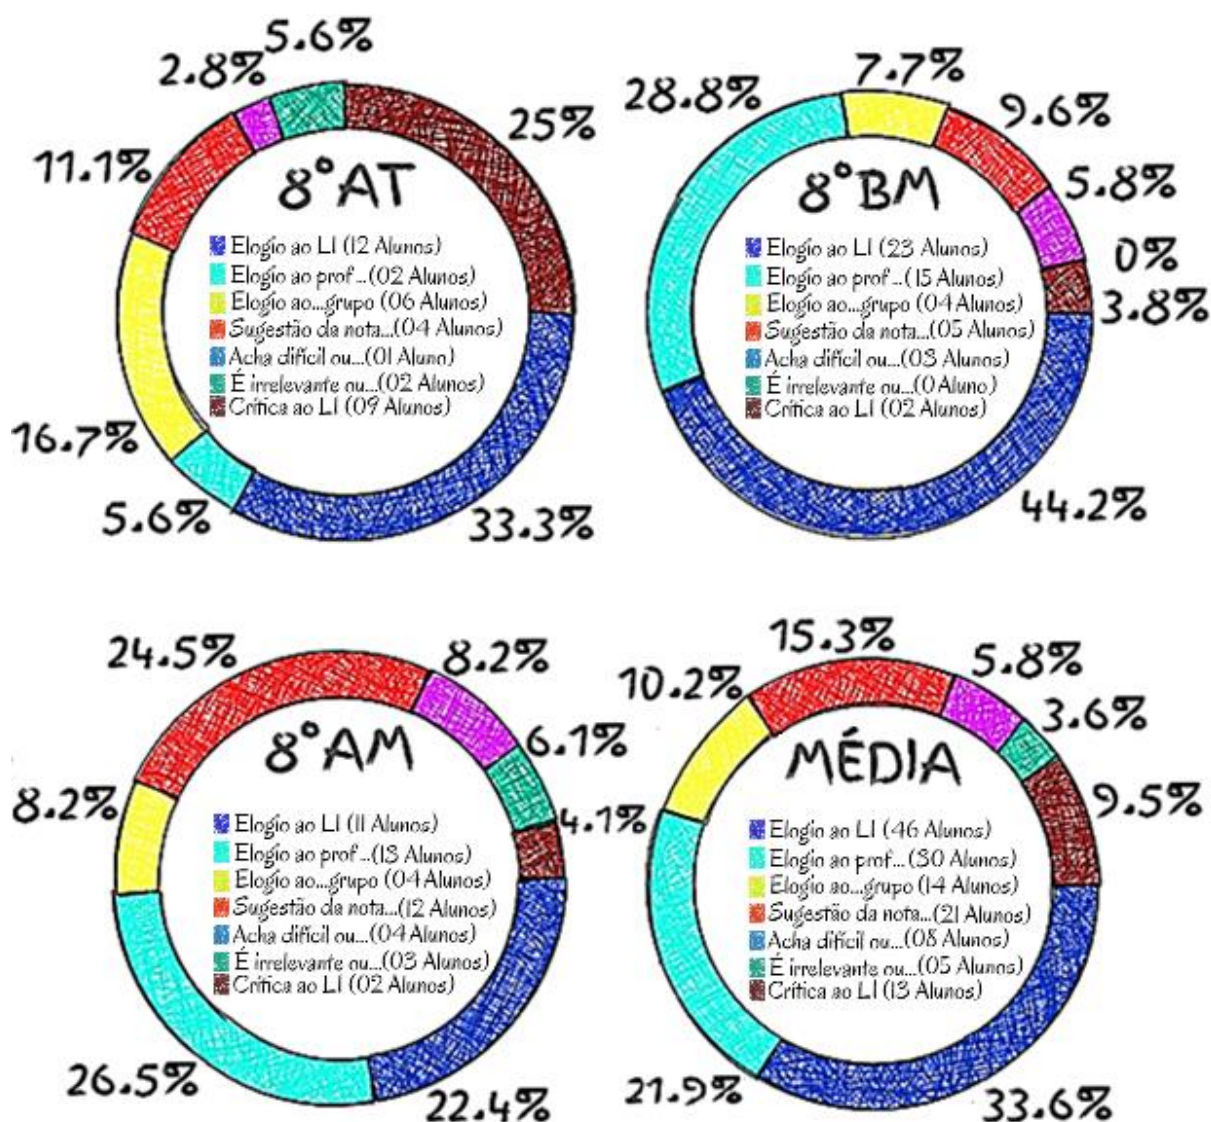 5.6%
2.8%
25%
11.1%
8°AT
Elogio ao LI (12 Alunos)
Elogio ao prof...(02 Alunos)
Elogio ao...grupo (06 Alunos)
Sugestão da nota...(04 Alunos)
Acha difícil ou...(01 Aluno)
É irrelevante ou...(02 Alunos)
Crítica ao LI (09 Alunos)
16.7%
5.6%
33.3%
7.7%
28.8%
9.6%
8°BM
5.8%
0%
3.8%
Elogio ao LI (23 Alunos)
Elogio ao prof...(15 Alunos)
Elogio ao...grupo (04 Alunos)
Sugestão da nota...(05 Alunos)
Acha difícil ou...(03 Alunos)
É irrelevante ou...(0 Aluno)
Crítica ao LI (02 Alunos)
44.2%
24.5%
8.2%
8°AM
6.1%
8.2%
4.1%
Elogio ao LI (11 Alunos)
Elogio ao prof...(13 Alunos)
Elogio ao...grupo (04 Alunos)
Sugestão da nota...(12 Alunos)
Acha difícil ou...(04 Alunos)
É irrelevante ou...(03 Alunos)
Crítica ao LI (02 Alunos)
26.5%
22.4%
15.3%
5.8%
10.2%
3.6%
MÉDIA
9.5%
Elogio ao LI (46 Alunos)
Elogio ao prof...(30 Alunos)
Elogio ao...grupo (14 Alunos)
Sugestão da nota...(21 Alunos)
Acha difícil ou...(08 Alunos)
É irrelevante ou...(05 Alunos)
Crítica ao LI (13 Alunos)
21.9%
33.6%